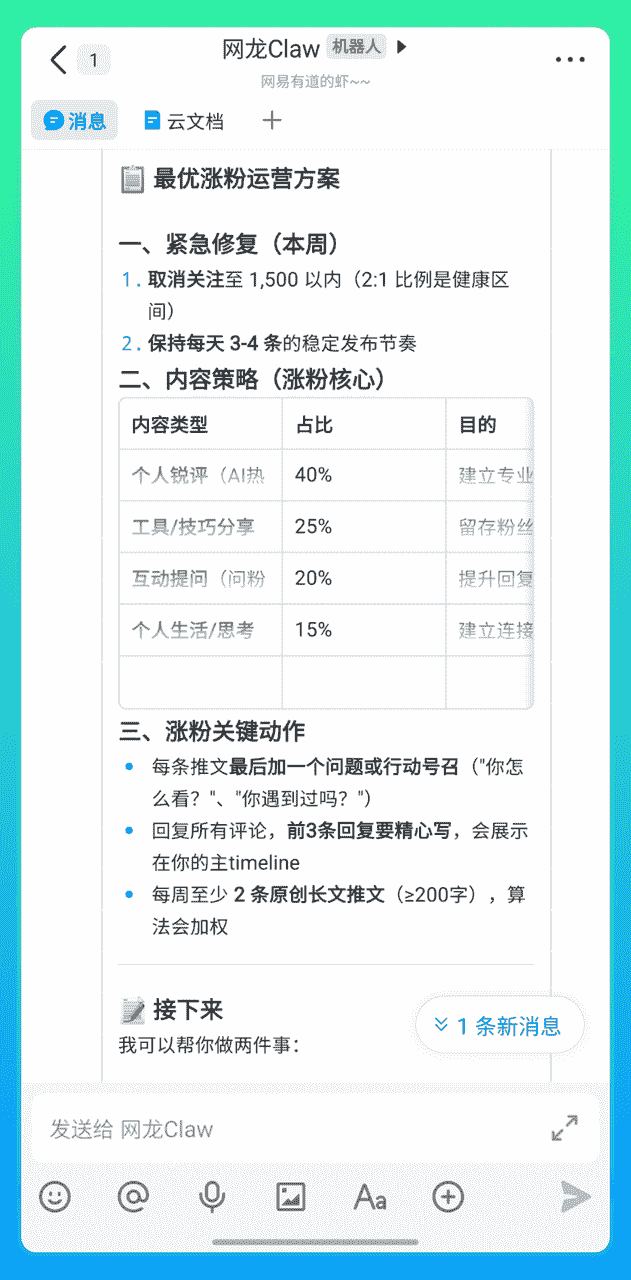 1
网龙Claw 机器人
网易有道的虾~~
消息 云文档
最优涨粉运营方案
一、紧急修复（本周）
1. 取消关注至 1,500 以内（2:1 比例是健康区
间）
2. 保持每天 3-4 条的稳定发布节奏
二、内容策略（涨粉核心）
内容类型 占比 目的
个人锐评（AI热 40% 建立专业
工具/技巧分享 25% 留存粉丝
互动提问（问粉 20% 提升回复
个人生活/思考 15% 建立连接
三、涨粉关键动作
每条推文最后加一个问题或行动号召（"你怎
么看？"、"你遇到过吗？"）
回复所有评论，前3条回复要精心写，会展示
在你的主timeline
每周至少 2 条原创长文推文（≥200字），算
法会加权
接下来
1 条新消息
我可以帮你做两件事：
发送给 网龙Claw
Aa